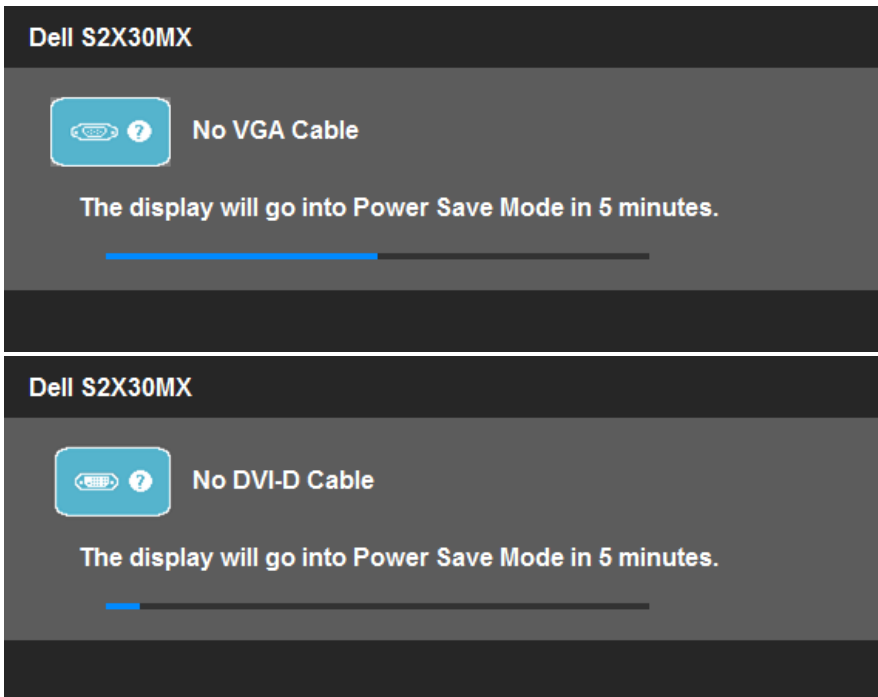 Dell S2X30MX
? No VGA Cable
The display will go into Power Save Mode in 5 minutes.
Dell S2X30MX
? No DVI-D Cable
The display will go into Power Save Mode in 5 minutes.